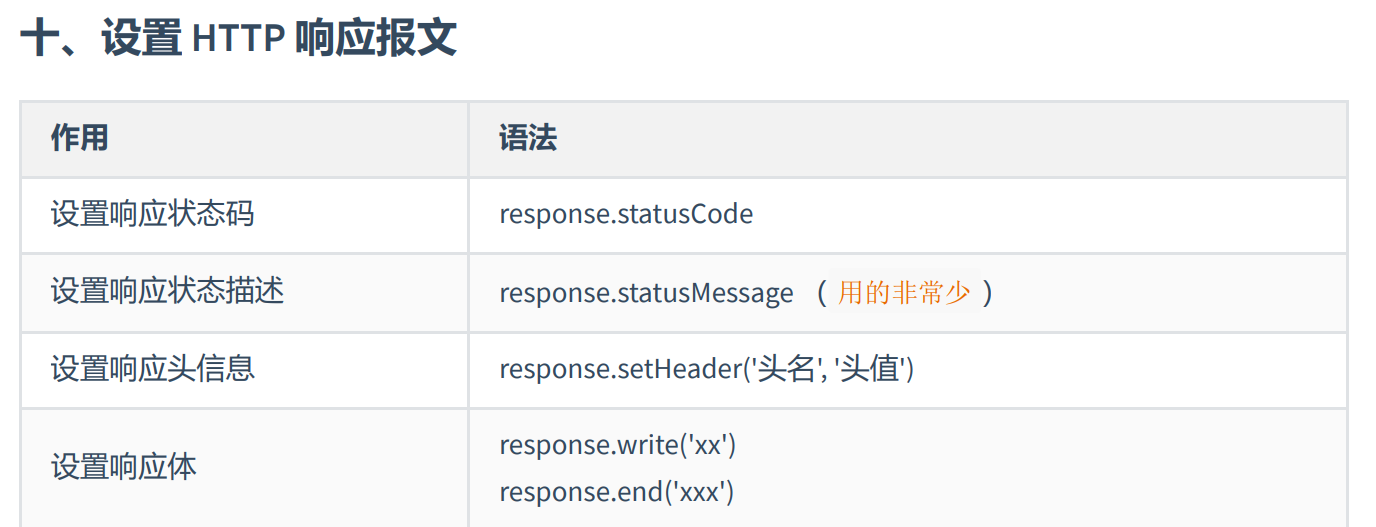 十、设置 HTTP 响应报文
作用 语法
设置响应状态码 response.statusCode
设置响应状态描述 response.statusMessage （ 用的非常少 ）
设置响应头信息 response.setHeader('头名', '头值')
设置响应体
response.write('xx')
response.end('xxx')